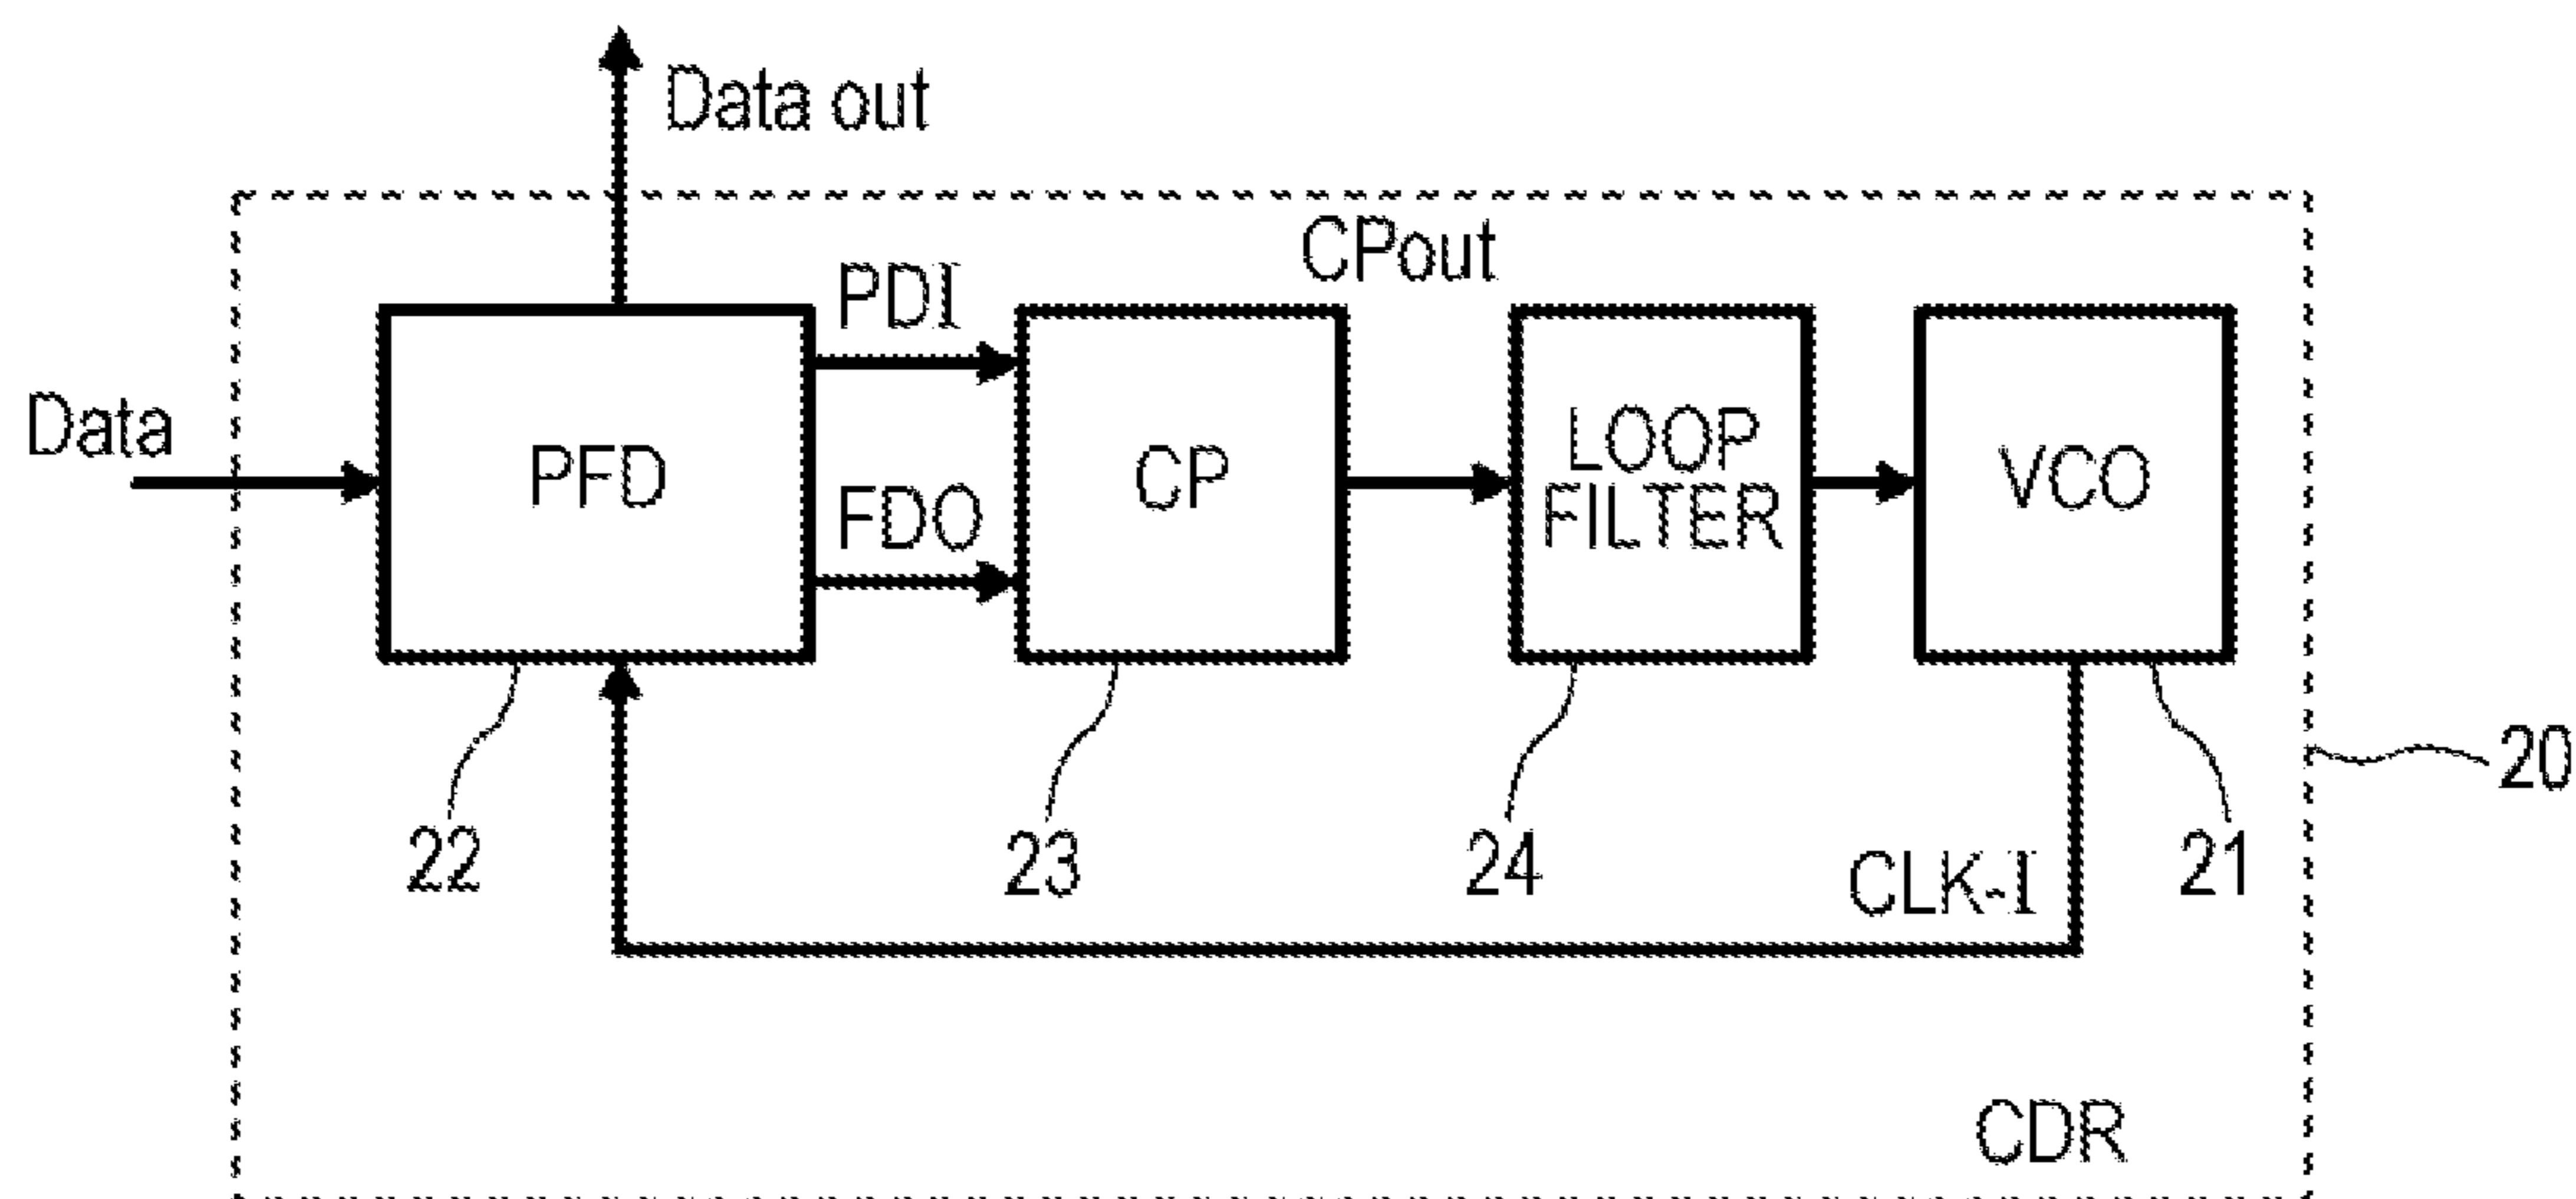 Data out
CPout
PDI
Data
PFD
FDO
CP
LOOP
FILTER
VCO
20
22
23
24
CLK-I
21
CDR